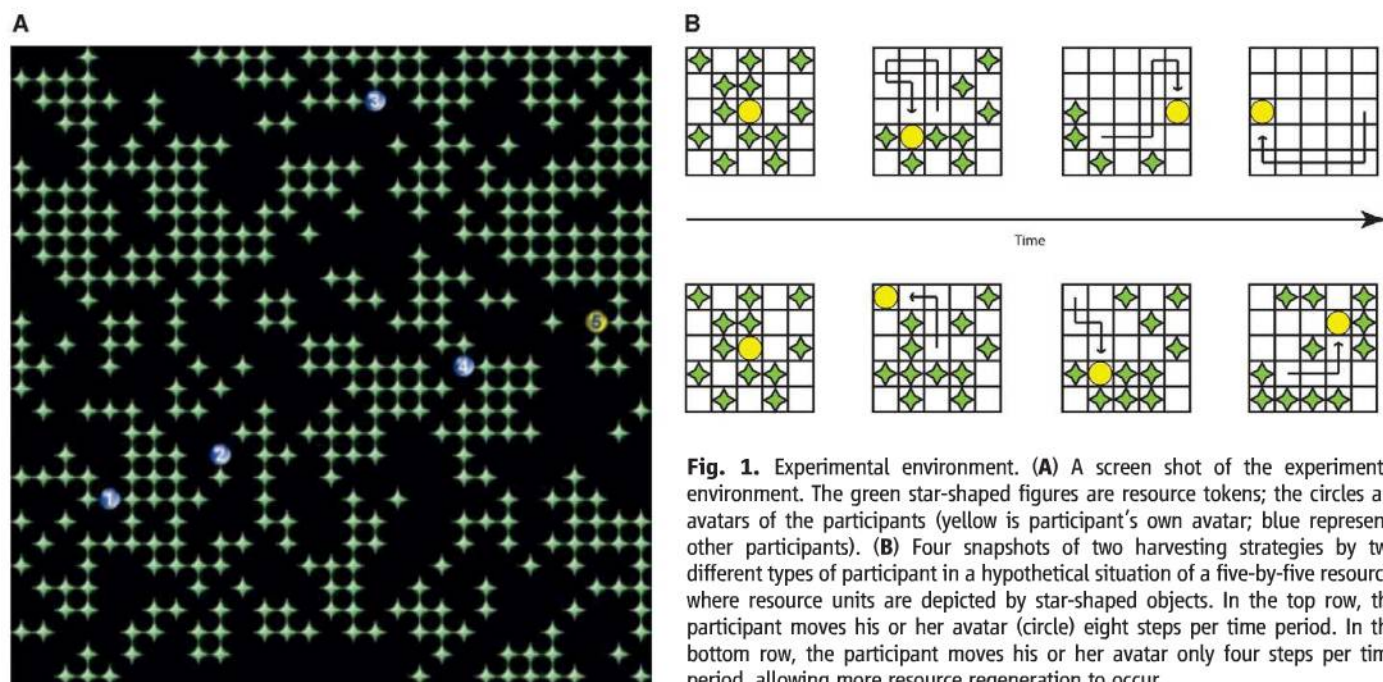 A
B
3
5
4
2
1
Time
Fig. 1. Experimental environment. (A) A screen shot of the experiment
environment. The green star-shaped figures are resource tokens; the circles a
avatars of the participants (yellow is participant's own avatar; blue represen
other participants). (B) Four snapshots of two harvesting strategies by tw
different types of participant in a hypothetical situation of a five-by-five resourc
where resource units are depicted by star-shaped objects. In the top row, th
participant moves his or her avatar (circle) eight steps per time period. In th
bottom row, the participant moves his or her avatar only four steps per tim
period, allowing more resource regeneration to occur.